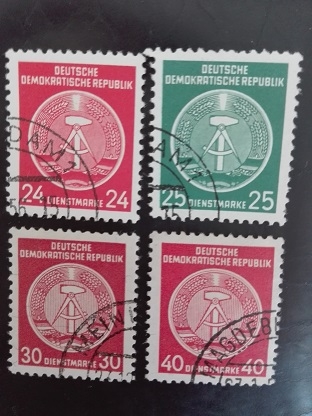 DEUTSCHE
DEMOKRATISCHE REPUBLIK
24 DIENSTMARKE 24
DEUTSCHE
DEMOKRATISCHE REPUBLIK
25 DIENSTMARKE 25
DEUTSCHE
DEMOKRATISCHE REPUBLIK
30 DIENSTMARKE 30
DEUTSCHE
DEMOKRATISCHE REPUBLIK
40 DIENSTMARKE 40
AGDEB